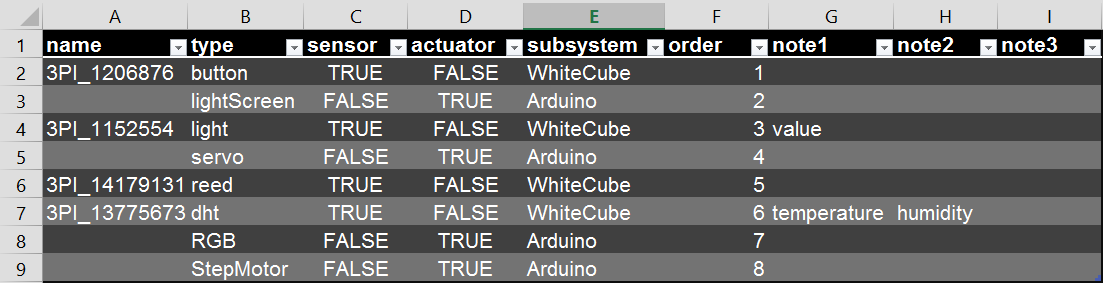 A B C D E F G H I
1 name type sensor actuator subsystem order note1 note2 note3
2 3PI_1206876 button TRUE FALSE WhiteCube 1
3 lightScreen FALSE TRUE Arduino 2
4 3PI_1152554 light TRUE FALSE WhiteCube 3 value
5 servo FALSE TRUE Arduino 4
6 3PI_14179131 reed TRUE FALSE WhiteCube 5
7 3PI_13775673 dht TRUE FALSE WhiteCube 6 temperature humidity
8 RGB FALSE TRUE Arduino 7
9 StepMotor FALSE TRUE Arduino 8